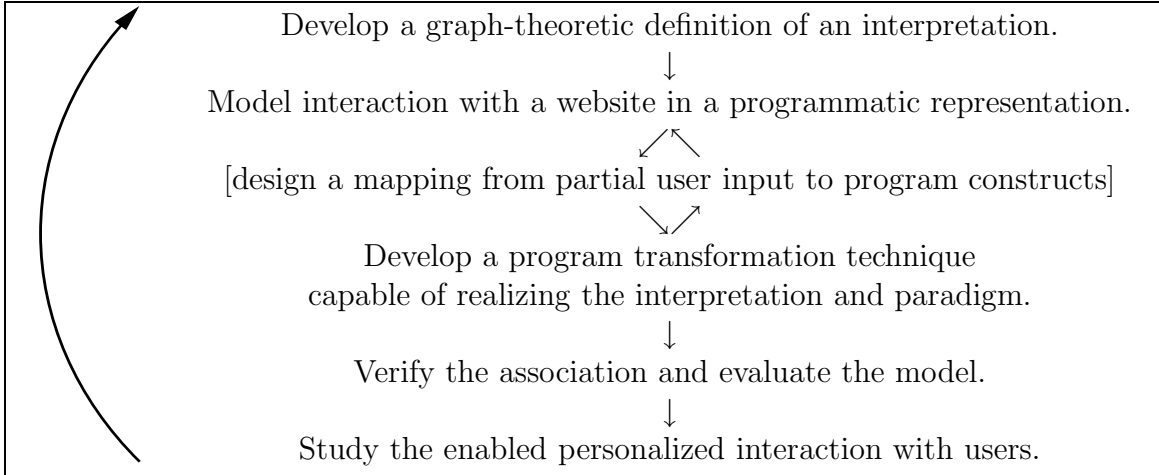 Develop a graph-theoretic definition of an interpretation.
↓
Model interaction with a website in a programmatic representation.
↙ ↖
[design a mapping from partial user input to program constructs]
↘ ↗
Develop a program transformation technique
capable of realizing the interpretation and paradigm.
↓
Verify the association and evaluate the model.
↓
Study the enabled personalized interaction with users.